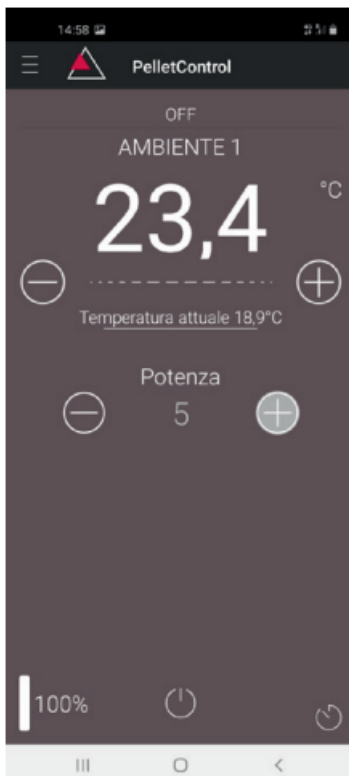 14:58
PelletControl
OFF
AMBIENTE 1
23,4 °C
Temperatura attuale 18,9°C
Potenza
5
100%